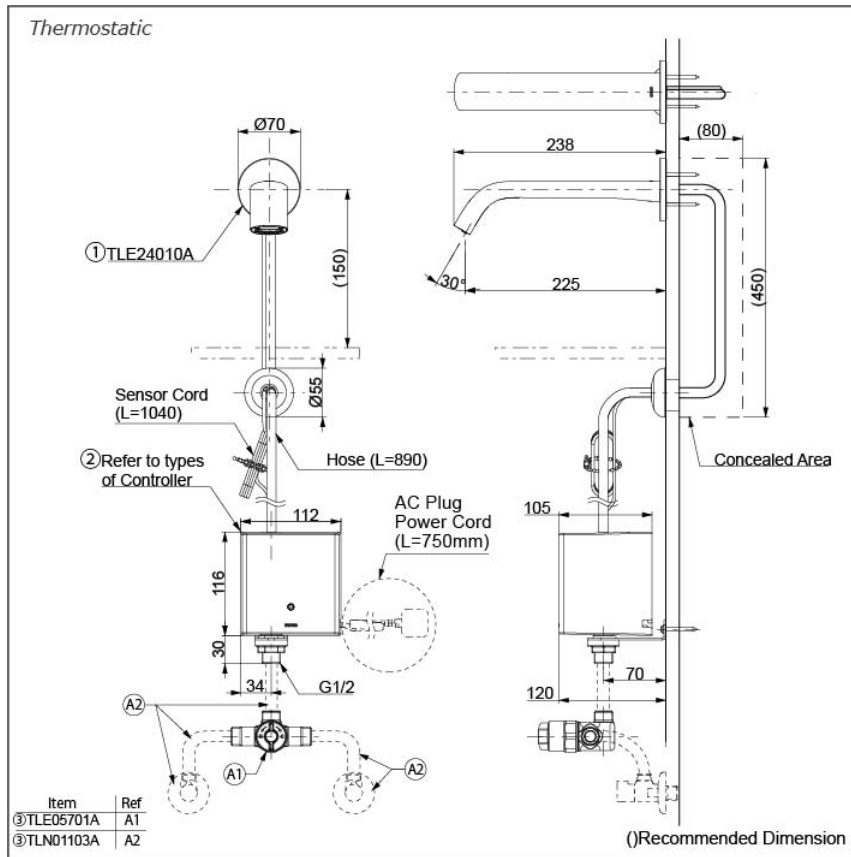 Thermostatic
Ø70
(80)
238
①TLE24010A
(150)
30°
225
(450)
Ø55
Sensor Cord
(L=1040)
Hose (L=890)
②Refer to types
of Controller
Concealed Area
112
AC Plug
Power Cord
(L=750mm)
105
116
30
34
G1/2
70
120
A2
A1
A2
Item Ref
③TLE05701A A1
③TLN01103A A2
()Recommended Dimension